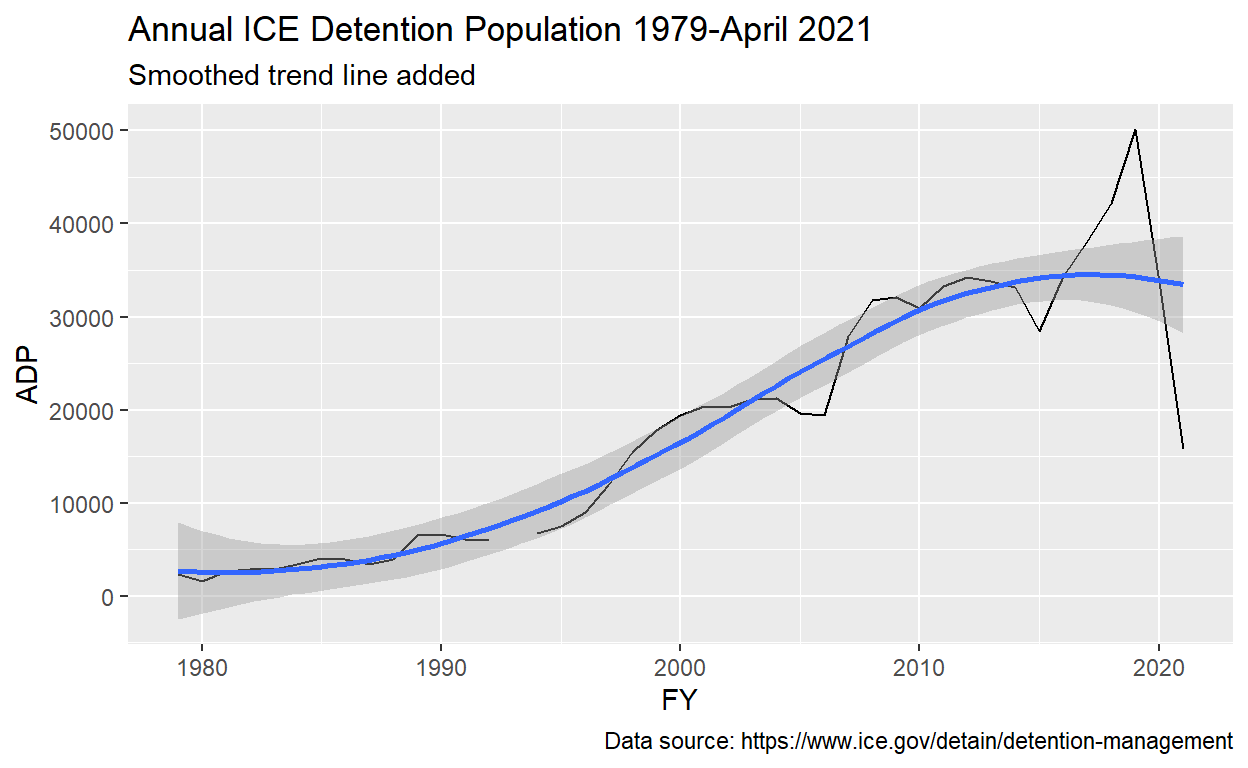 Annual ICE Detention Population 1979-April 2021
Smoothed trend line added
ADP
50000
40000
30000
20000
10000
0
1980 1990 2000 2010 2020
FY
Data source: https://www.ice.gov/detain/detention-management